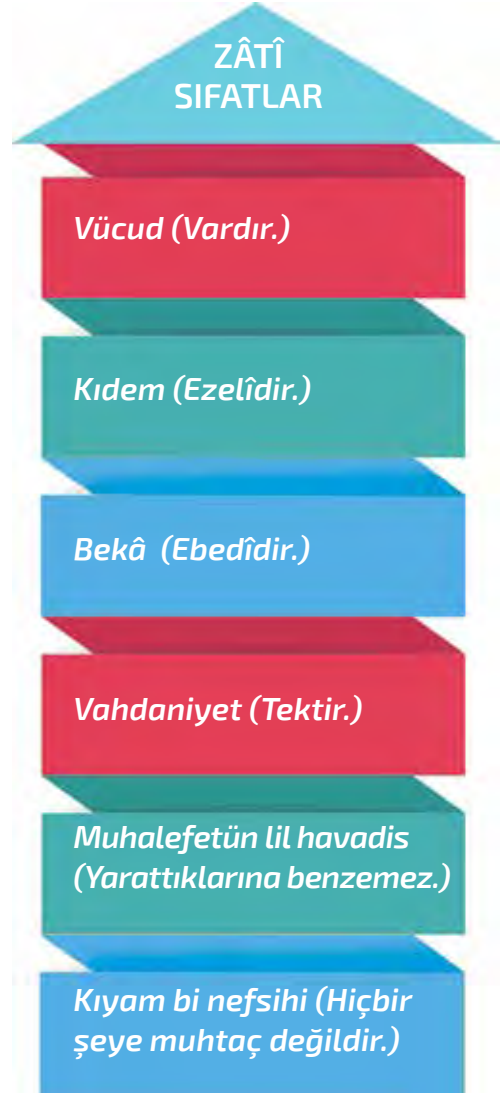 ZÂTÎ
SIFATLAR
Vücud (Vardır.)
Kıdem (Ezelîdir.)
Bekâ (Ebedîdir.)
Vahdaniyet (Tektir.)
Muhalefetün lil havadis
(Yarattıklarına benzemez.)
Kıyam bi nefsihi (Hiçbir
şeye muhtaç değildir.)